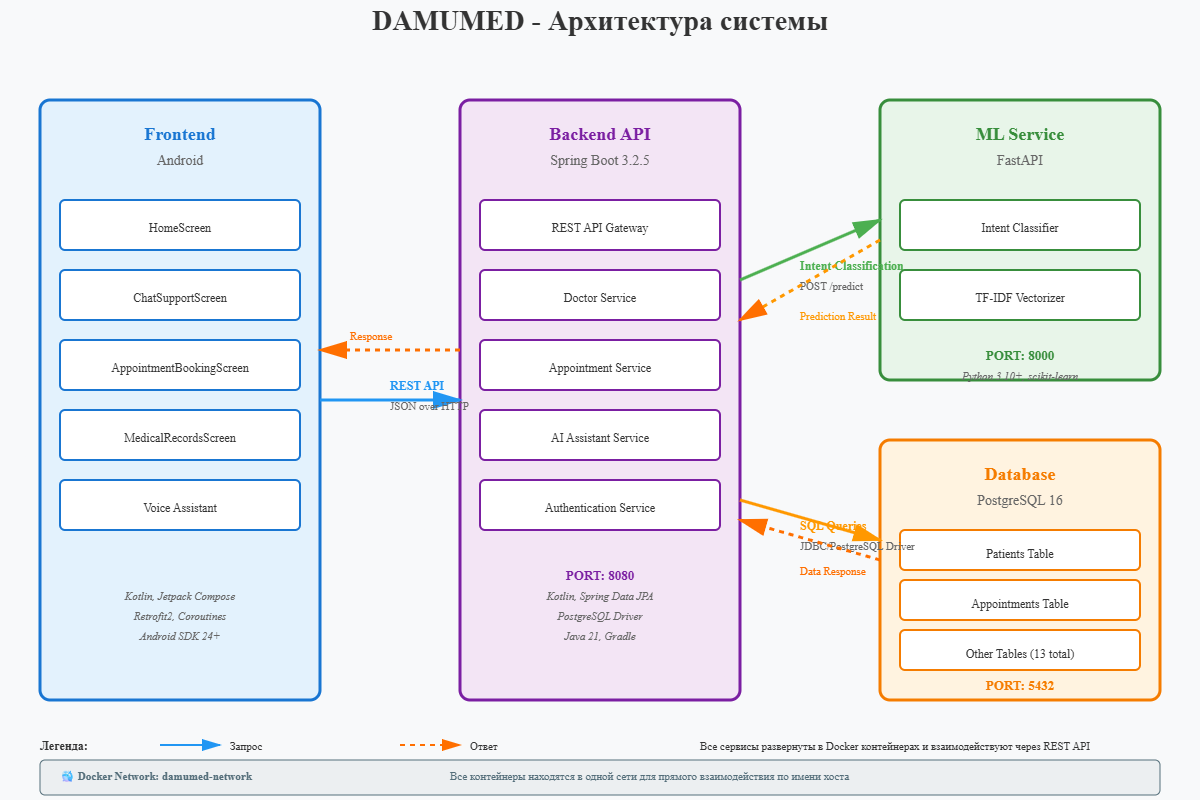 DAMUMED - Архитектура системы
Frontend
Android
HomeScreen
ChatSupportScreen
AppointmentBookingScreen
MedicalRecordsScreen
Voice Assistant
Kotlin, Jetpack Compose
Retrofit2, Coroutines
Android SDK 24+
Response
REST API
JSON over HTTP
Backend API
Spring Boot 3.2.5
REST API Gateway
Doctor Service
Appointment Service
AI Assistant Service
Authentication Service
PORT: 8080
Kotlin, Spring Data JPA
PostgreSQL Driver
Java 21, Gradle
Intent Classification
POST /predict
Prediction Result
SQL Queries
JDBC/PostgreSQL Driver
Data Response
ML Service
FastAPI
Intent Classifier
TF-IDF Vectorizer
PORT: 8000
Python 3.10+, scikit-learn
Database
PostgreSQL 16
Patients Table
Appointments Table
Other Tables (13 total)
PORT: 5432
Легенда:
Запрос
Ответ
Все сервисы развернуты в Docker контейнерах и взаимодействуют через REST API
Docker Network: damumed-network
Все контейнеры находятся в одной сети для прямого взаимодействия по имени хоста